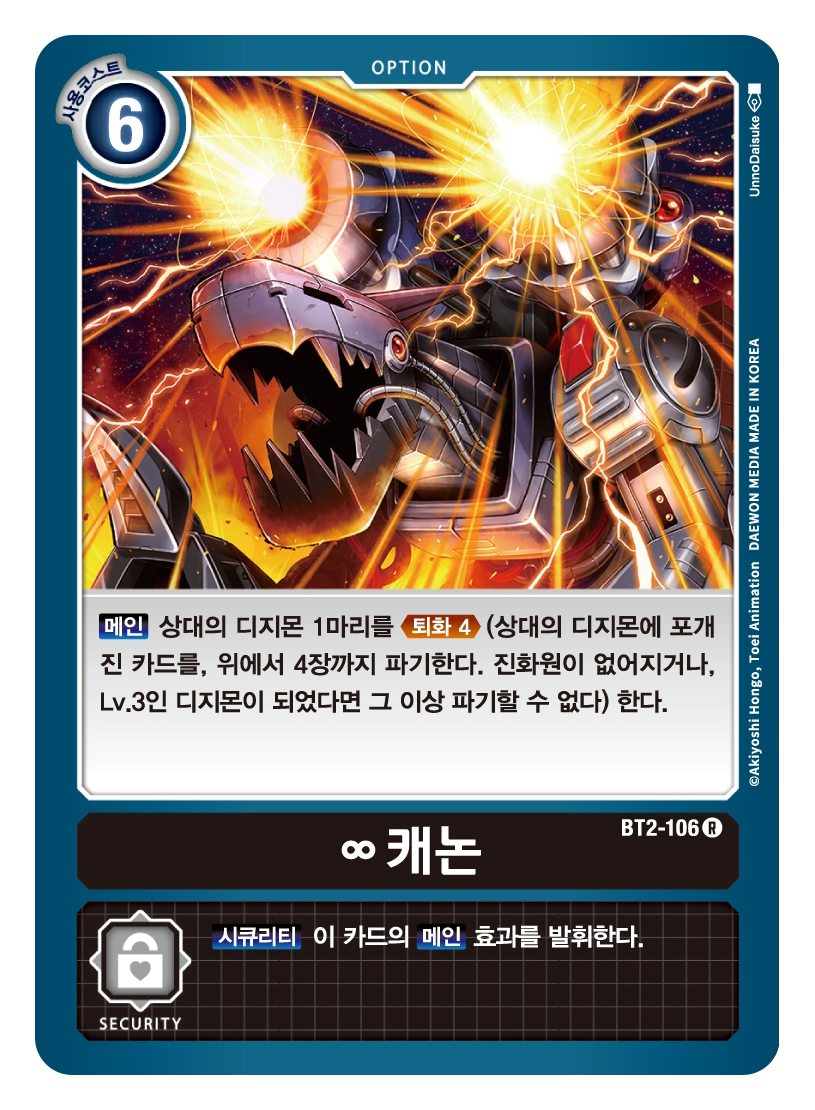 OPTION
사용코스트
6
UnnoDaisuke
©Akiyoshi Hongo, Toei Animation DAEWON MEDIA MADE IN KOREA
메인 상대의 디지몬 1마리를 퇴화 4 (상대의 디지몬에 포개
진 카드를, 위에서 4장까지 파기한다. 진화원이 없어지거나,
Lv.3인 디지몬이 되었다면 그 이상 파기할 수 없다) 한다.
BT2-106 R
∞ 캐논
시큐리티 이 카드의 메인 효과를 발휘한다.
SECURITY